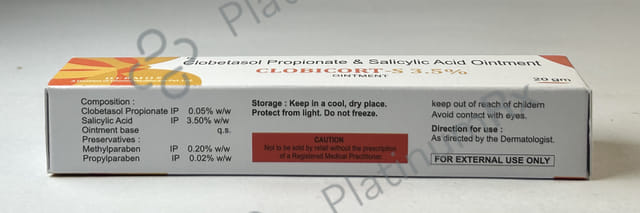 Clobetasol Propionate & Salicylic Acid Ointment
CLOBICORT-S 3.5%
OINTMENT
20 gm
Composition :
Clobetasol Propionate IP 0.05% w/w
Salicylic Acid IP 3.50% w/w
Ointment base q.s.
Preservatives :
Methylparaben IP 0.20% w/w
Propylparaben IP 0.02% w/w
Storage : Keep in a cool, dry place.
Protect from light. Do not freeze.
CAUTION
Not to be sold by retail without the prescription
of a Registered Medical Practitioner.
keep out of reach of childern
Avoid contact with eyes.
Direction for use :
As directed by the Dermatologist.
FOR EXTERNAL USE ONLY